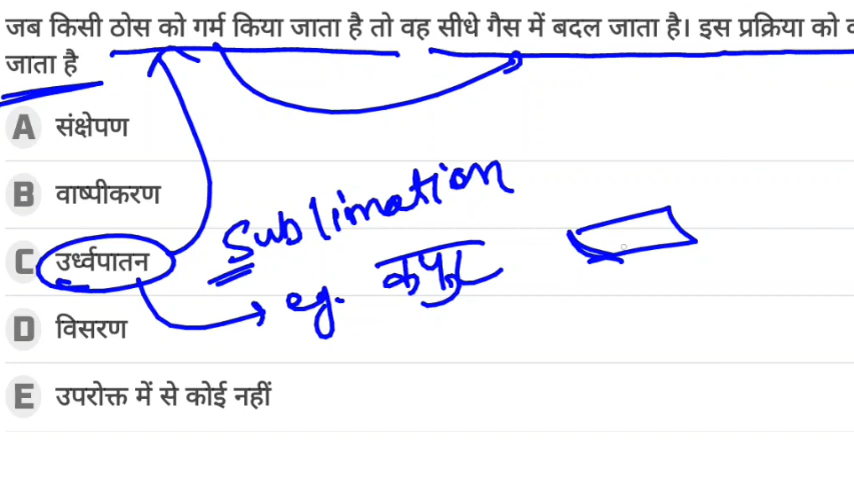 जब किसी ठोस को गर्म किया जाता है तो वह सीधे गैस में बदल जाता है। इस प्रक्रिया को
जाता है
A संक्षेपण
B वाष्पीकरण
Sublimation
C उर्ध्वपातन
eg. कपूर
D विसरण
E उपरोक्त में से कोई नहीं